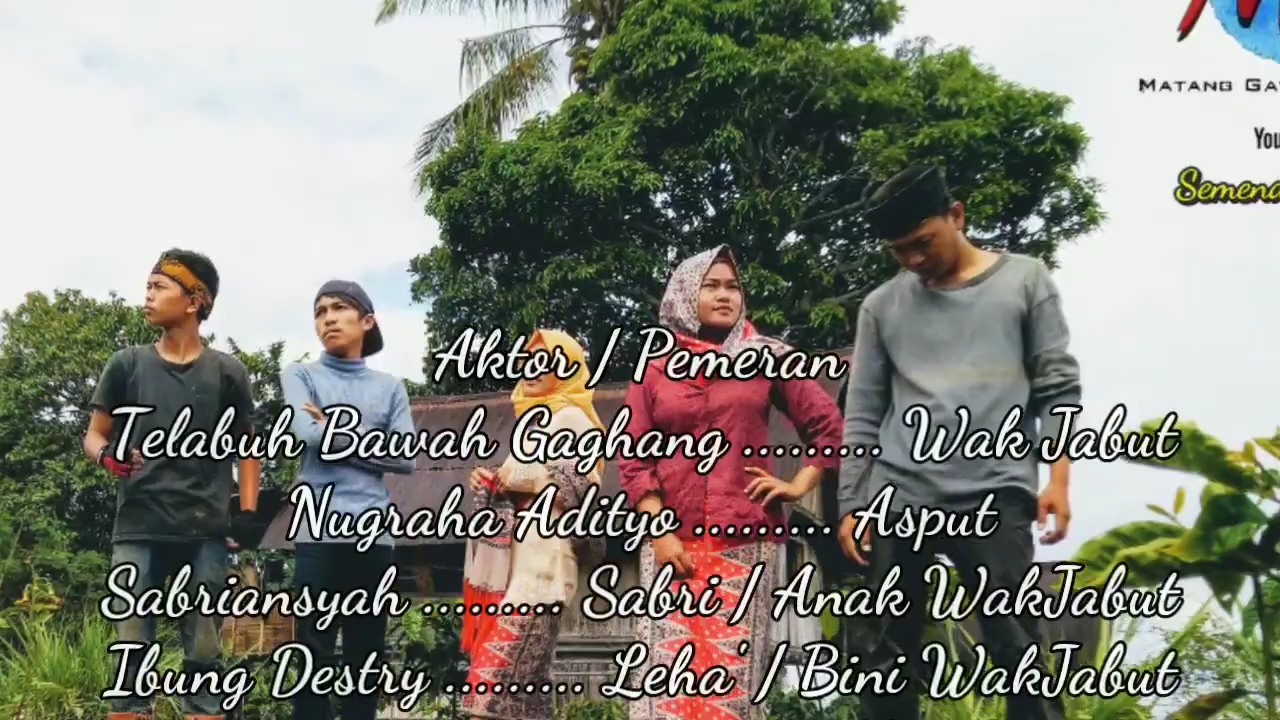 MATANG
Aktor / Pemeran
Telabuh Bawah Gaghang ......... Wak Jabut
Nugraha Adityo ......... Asput
Sabriansyah ......... Sabri / Anak WakJabut
Ibung Destry ......... Leha' / Bini WakJabut